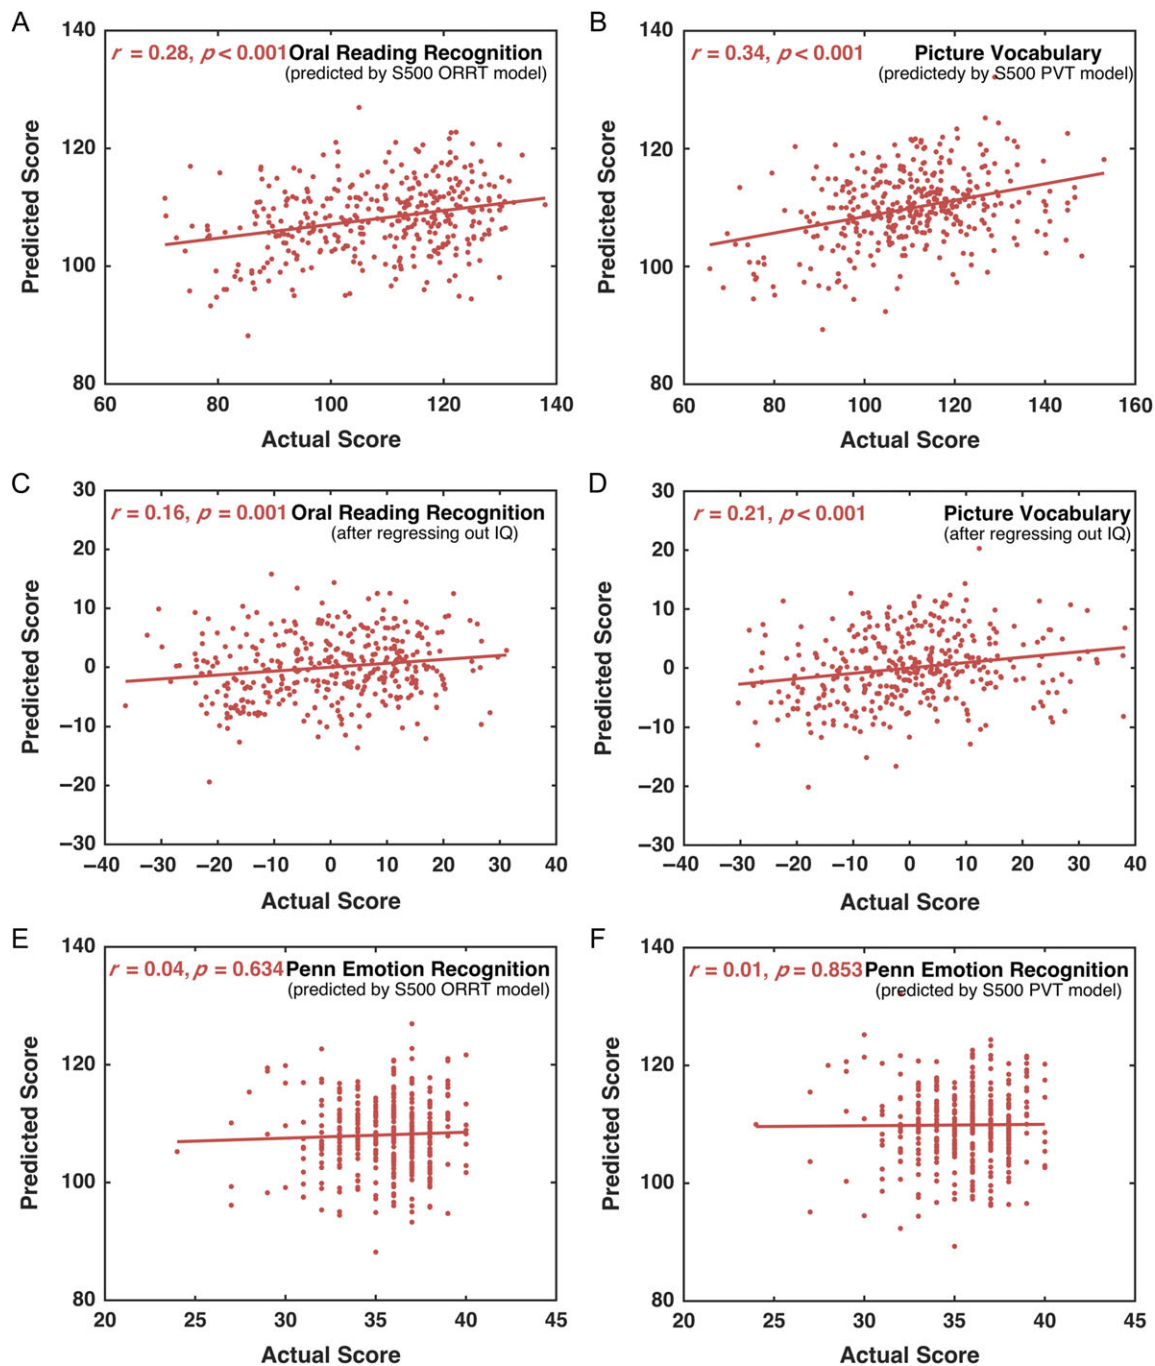 A
r = 0.28, p < 0.001 Oral Reading Recognition
(predicted by S500 ORRT model)
Predicted Score
140
120
100
80
60 80 100 120 140
Actual Score
B
r = 0.34, p < 0.001 Picture Vocabulary
(predictedy by S500 PVT model)
Predicted Score
140
120
100
80
60 80 100 120 140 160
Actual Score
C
r = 0.16, p = 0.001 Oral Reading Recognition
(after regressing out IQ)
Predicted Score
30
20
10
0
−10
−20
−30
−40 −30 −20 −10 0 10 20 30 40
Actual Score
D
r = 0.21, p < 0.001 Picture Vocabulary
(after regressing out IQ)
Predicted Score
30
20
10
0
−10
−20
−30
−40 −30 −20 −10 0 10 20 30 40
Actual Score
E
r = 0.04, p = 0.634 Penn Emotion Recognition
(predicted by S500 ORRT model)
Predicted Score
140
120
100
80
20 25 30 35 40 45
Actual Score
F
r = 0.01, p = 0.853 Penn Emotion Recognition
(predicted by S500 PVT model)
Predicted Score
140
120
100
80
20 25 30 35 40 45
Actual Score